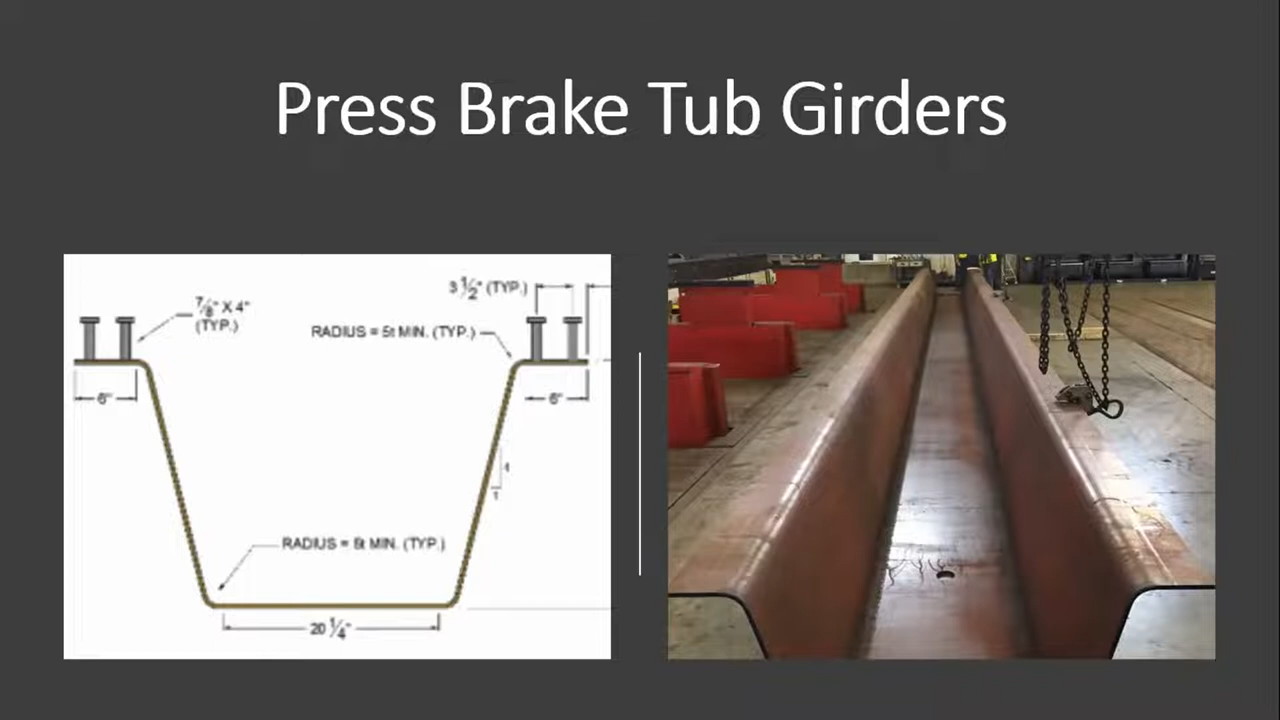 Press Brake Tub Girders
3 1/2" (TYP.)
7/8" X 4"
(TYP.)
RADIUS = 5t MIN. (TYP.)
6"
6"
4
1
RADIUS = 5t MIN. (TYP.)
20 1/4"